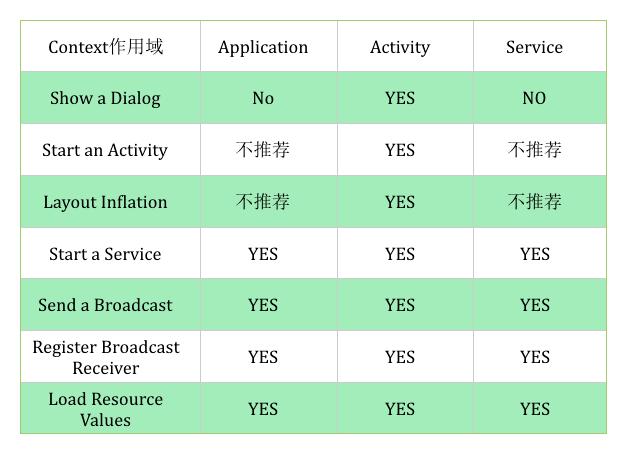 Context作用域 Application Activity Service
Show a Dialog No YES NO
Start an Activity 不推荐 YES 不推荐
Layout Inflation 不推荐 YES 不推荐
Start a Service YES YES YES
Send a Broadcast YES YES YES
Register Broadcast
Receiver YES YES YES
Load Resource
Values YES YES YES